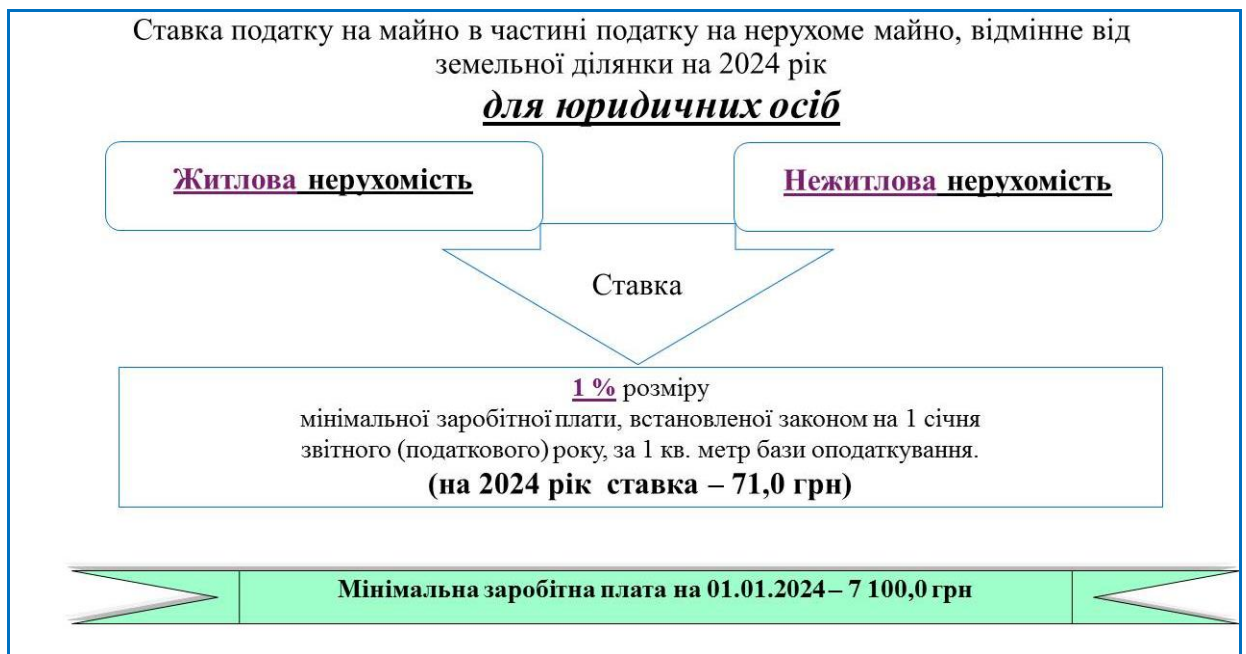 Ставка податку на майно в частині податку на нерухоме майно, відмінне від
земельної ділянки на 2024 рік
для юридичних осіб
Житлова нерухомість
Нежитлова нерухомість
Ставка
1 % розміру
мінімальної заробітної плати, встановленої законом на 1 січня
звітного (податкового) року, за 1 кв. метр бази оподаткування.
(на 2024 рік ставка – 71,0 грн)
Мінімальна заробітна плата на 01.01.2024 – 7 100,0 грн